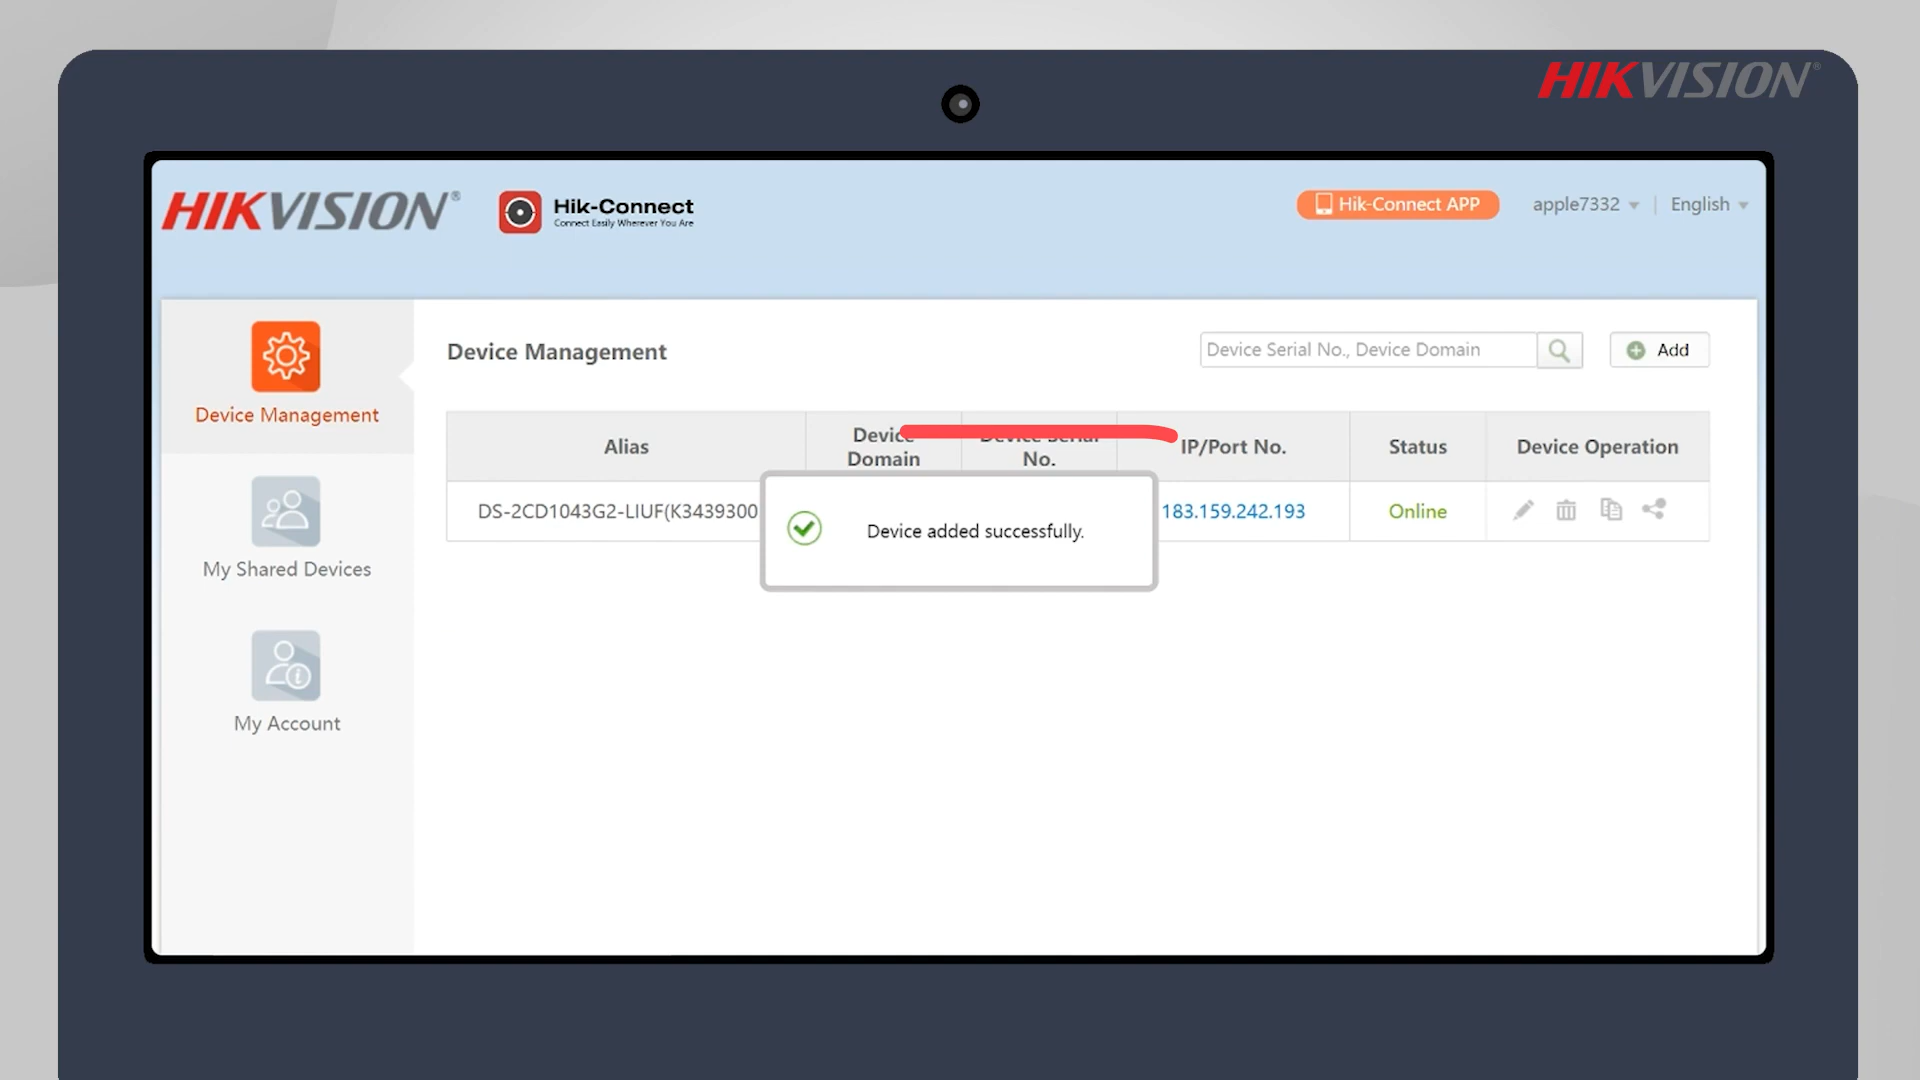 HIKVISION®
HIKVISION®
Hik-Connect
Connect Easily Wherever You Are
Hik-Connect APP
apple7332
English
Device Management
Device Serial No., Device Domain
Add
Device Management
My Shared Devices
My Account
Alias
Device Domain
Device Serial No.
IP/Port No.
Status
Device Operation
DS-2CD1043G2-LIUF(K3439300
183.159.242.193
Online
Device added successfully.